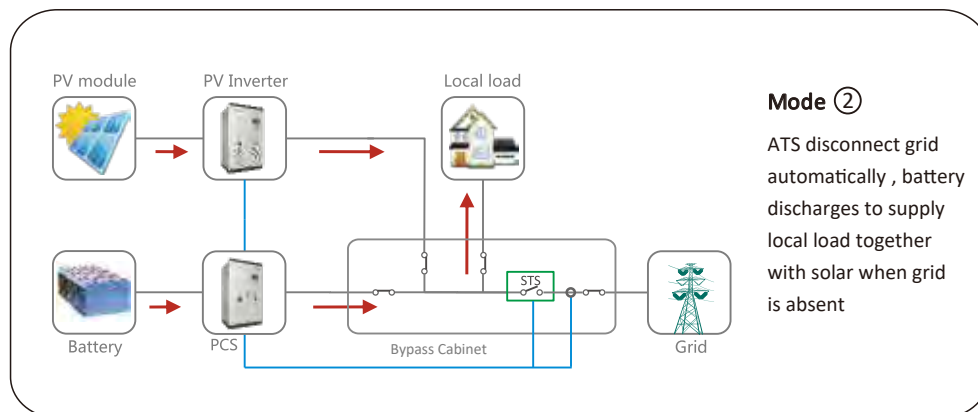 PV module
PV Inverter
Local load
Mode ②
ATS disconnect grid
automatically , battery
discharges to supply
local load together
with solar when grid
is absent
STS
Battery
PCS
Bypass Cabinet
Grid